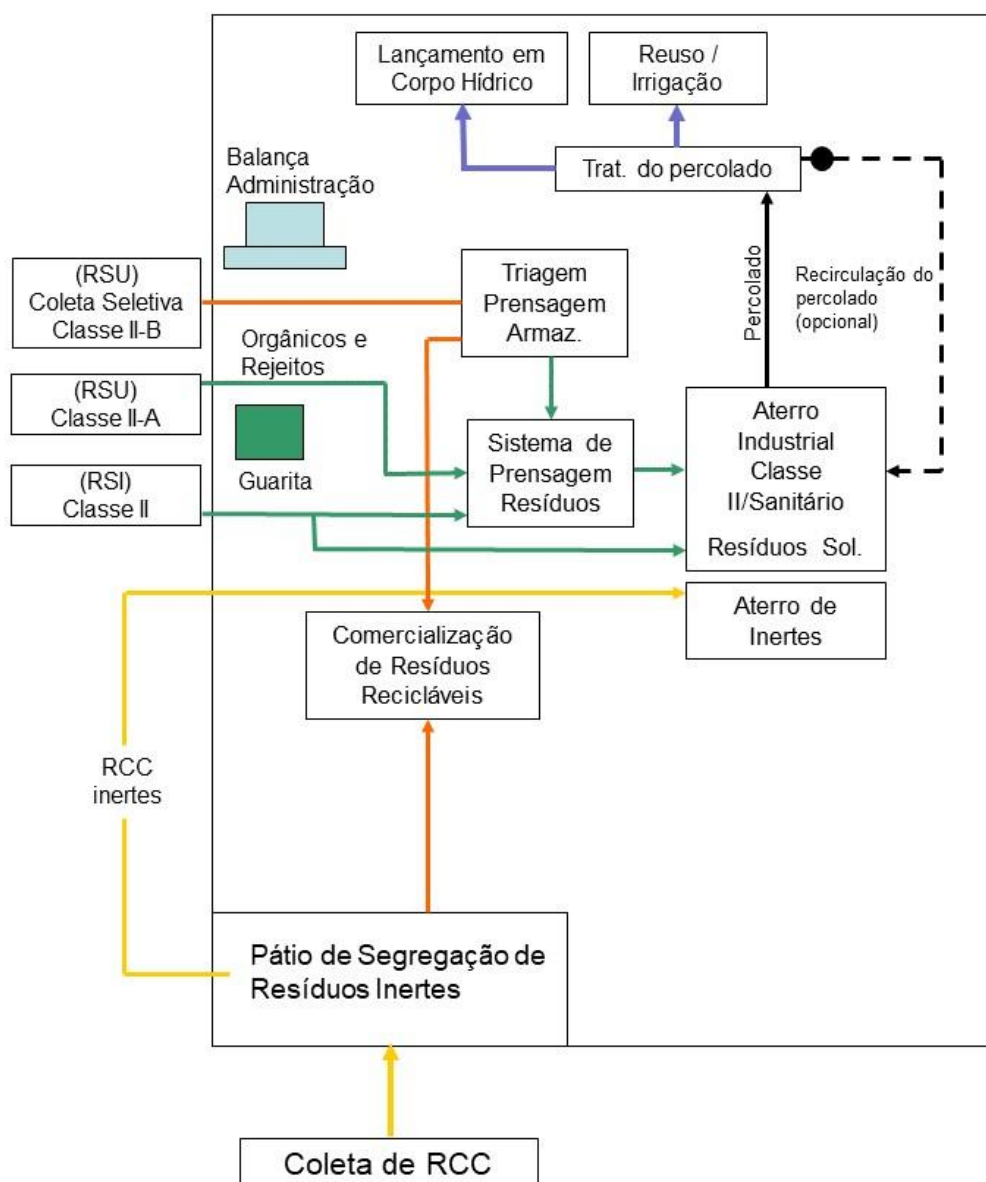 Lançamento em
Corpo Hídrico
Reuso /
Irrigação
Balança
Administração
Trat. do percolado
(RSU)
Coleta Seletiva
Classe II-B
Triagem
Prensagem
Armaz.
Percolado
Recirculação do
percolado
(opcional)
Orgânicos e
Rejeitos
(RSU)
Classe II-A
Guarita
(RSI)
Classe II
Sistema de
Prensagem
Resíduos
Aterro
Industrial
Classe
II/Sanitário
Resíduos Sol.
Aterro de
Inertes
Comercialização
de Resíduos
Recicláveis
RCC
inertes
Pátio de Segregação de
Resíduos Inertes
Coleta de RCC